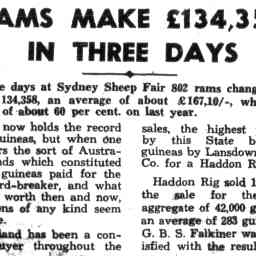 AMS MAKE £134,35
IN THREE DAYS
e days at Sydney Sheep Fair 802 rams chang
134,358, an average of about £167,10/-, wh
of about 60 per cent. on last year.
now holds the record
uineas, but when one
rs the sort of Austra-
nds which constituted
guineas paid for the
rd-breaker, and what
worth then and now,
ens of any kind seem
land has been a con-
uyer throughout the
sales, the highest
by this State b
guineas by Lansdown
Co. for a Haddon R
Haddon Rig sold 1
the sale for the
aggregate of 42,000 g
an average of 283 gui
G. B. S. Falkiner wa
isfied with the resul